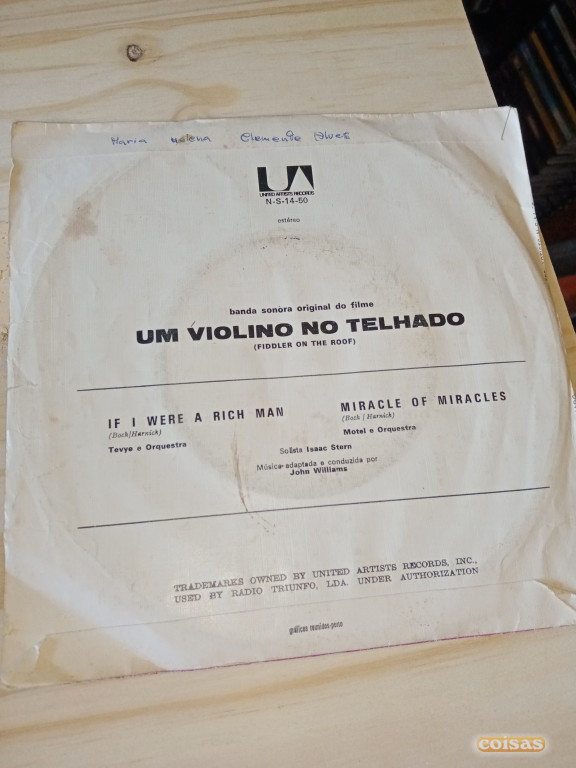 Maria Helena Clemente Alves
UA
UNITED ARTISTS RECORDS
N-S-14-50
estéreo
banda sonora original do filme
UM VIOLINO NO TELHADO
(FIDDLER ON THE ROOF)
IF I WERE A RICH MAN
(Bock/Harnick)
Tevye e Orquestra
MIRACLE OF MIRACLES
(Bock / Harnick)
Motel e Orquestra
Solista Isaac Stern
Música adaptada e conduzida por
John Williams
TRADEMARKS OWNED BY UNITED ARTISTS RECORDS, INC.,
USED BY RADIO TRIUNFO, LDA. UNDER AUTHORIZATION
gráficos reunidos-porto
coisas